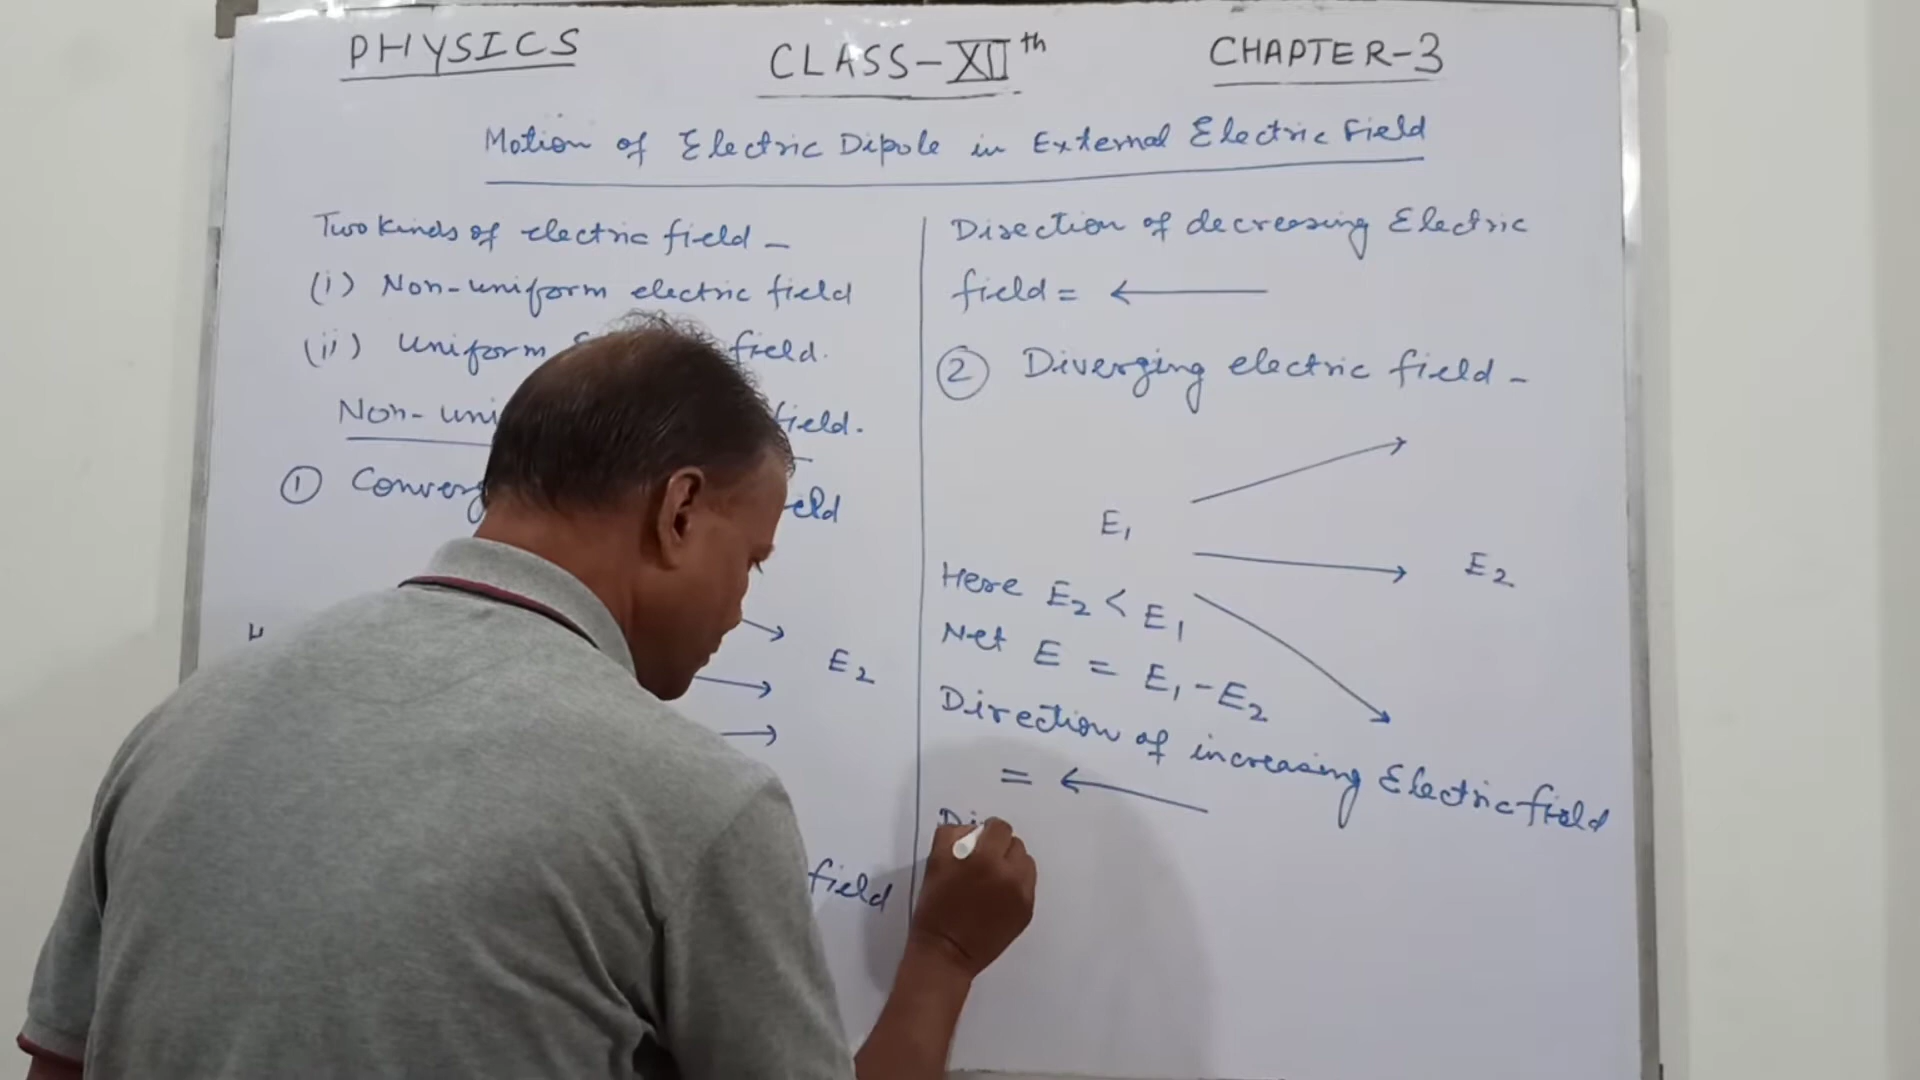 PHYSICS
CLASS-XIIth
CHAPTER-3
Motion of Electric Dipole in External Electric Field
Two kinds of electric field -
(i) Non-uniform electric field
(ii) Uniform field.
Non- field.
①
E2
field
Direction of decreasing Electric
field = ←
② Diverging electric field -
E1
E2
Here E2 < E1
Net E = E1 - E2
Direction of increasing Electric field
= ←